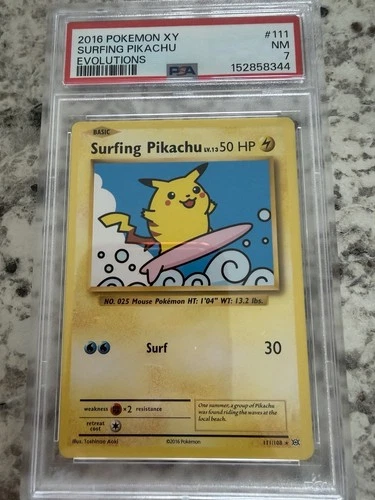 2016 POKEMON XY #111
SURFING PIKACHU NM
EVOLUTIONS 7
PSA 152858344
BASIC
Surfing Pikachu LV.13 50 HP
NO. 025 Mouse Pokémon HT: 1'04" WT: 13.2 lbs.
Surf 30
weakness ×2 resistance
retreat cost
One summer, a group of Pikachu
was found riding the waves at the
local beach.
Illus. Toshinao Aoki ©2016 Pokémon 111/108 ★